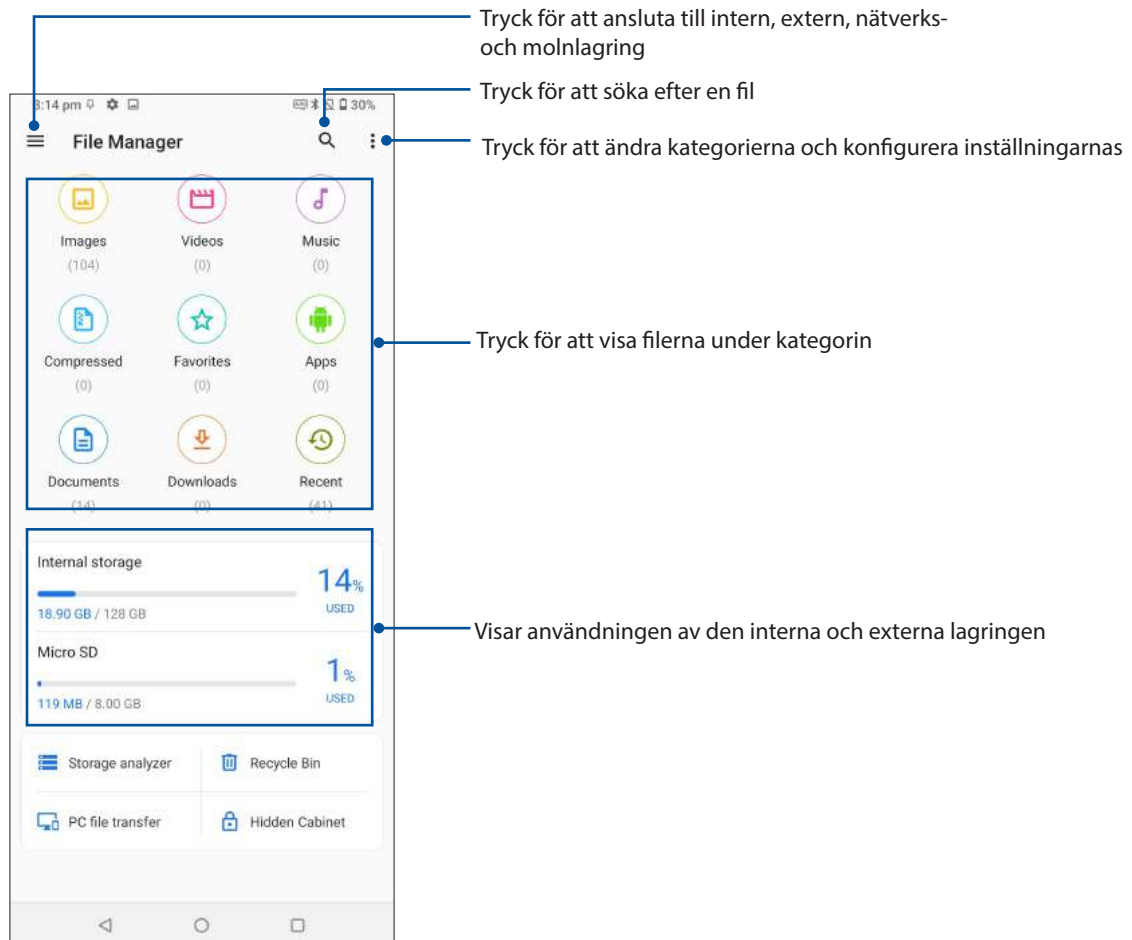 Tryck för att ansluta till intern, extern, nätverks-
och molnlagring
Tryck för att söka efter en fil
Tryck för att ändra kategorierna och konfigurera inställningarnas
Tryck för att visa filerna under kategorin
Visar användningen av den interna och externa lagringen
:14 pm
30%
File Manager
Images
Videos
Music
(104)
(0)
(0)
Compressed
Favorites
Apps
(0)
(0)
(0)
Documents
Downloads
Recent
(14)
(0)
(41)
Internal storage
14%
USED
18.90 GB / 128 GB
Micro SD
1%
USED
119 MB / 8.00 GB
Storage analyzer
Recycle Bin
PC file transfer
Hidden Cabinet